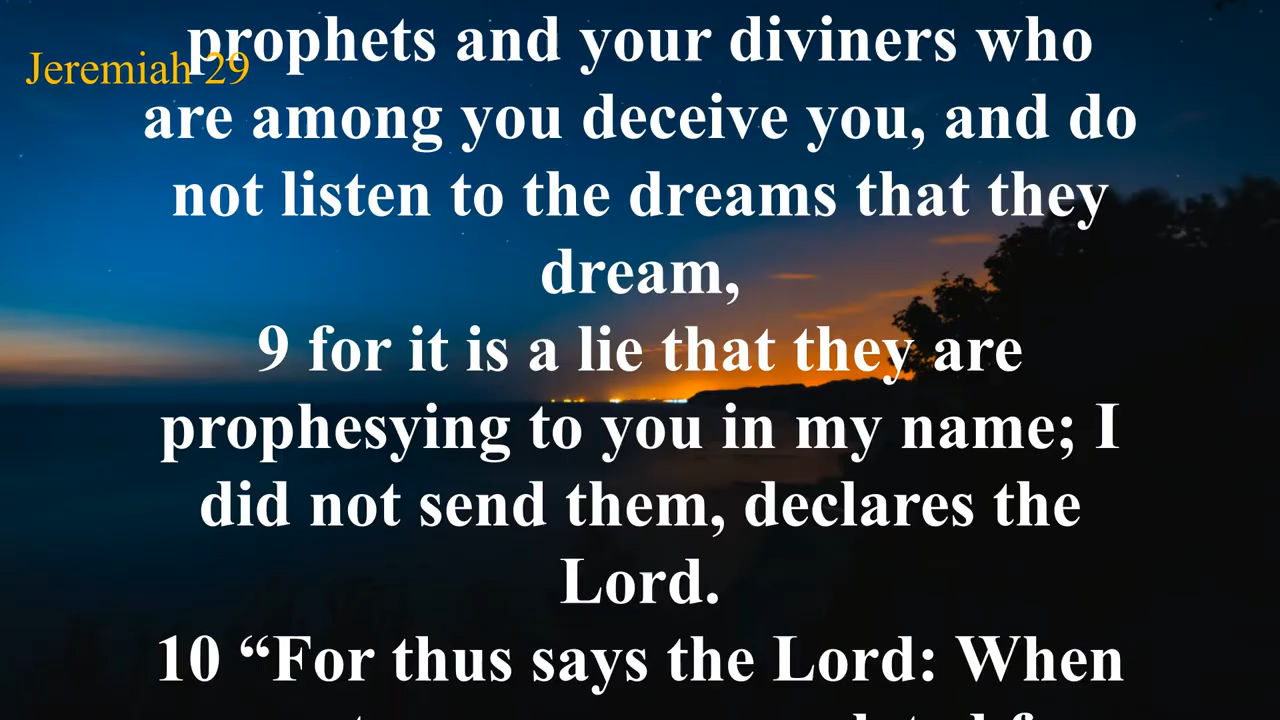 Jeremiah 29
prophets and your diviners who
are among you deceive you, and do
not listen to the dreams that they
dream,
9 for it is a lie that they are
prophesying to you in my name; I
did not send them, declares the
Lord.
10 “For thus says the Lord: When